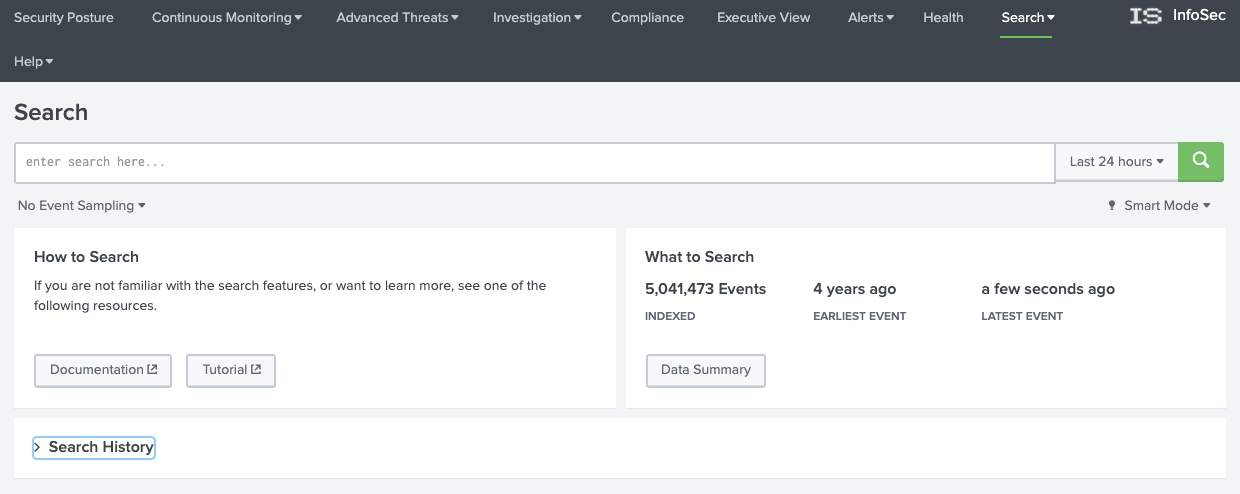 Security Posture Continuous Monitoring Advanced Threats Investigation Compliance Executive View Alerts Health Search IS InfoSec
Help
Search
enter search here... Last 24 hours
No Event Sampling Smart Mode
How to Search
If you are not familiar with the search features, or want to learn more, see one of the
following resources.
Documentation Tutorial
What to Search
5,041,473 Events 4 years ago a few seconds ago
INDEXED EARLIEST EVENT LATEST EVENT
Data Summary
Search History